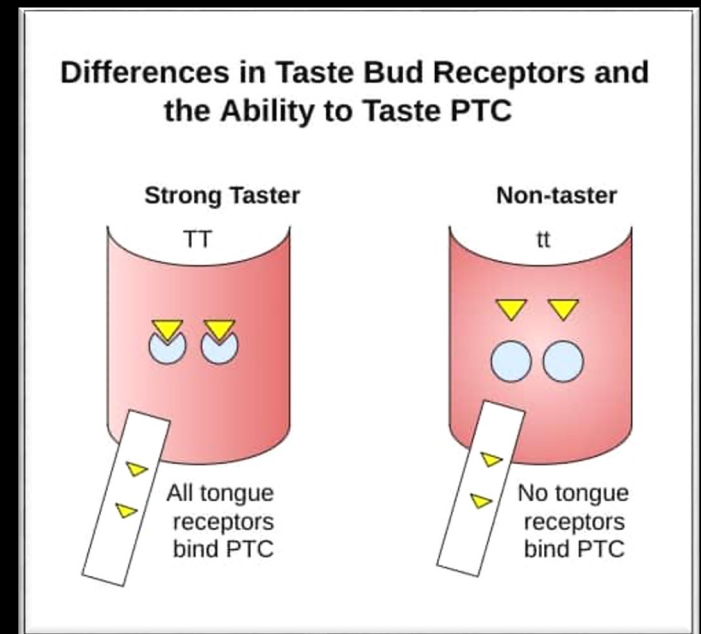 Differences in Taste Bud Receptors and
the Ability to Taste PTC
Strong Taster
TT
All tongue
receptors
bind PTC
Non-taster
tt
No tongue
receptors
bind PTC